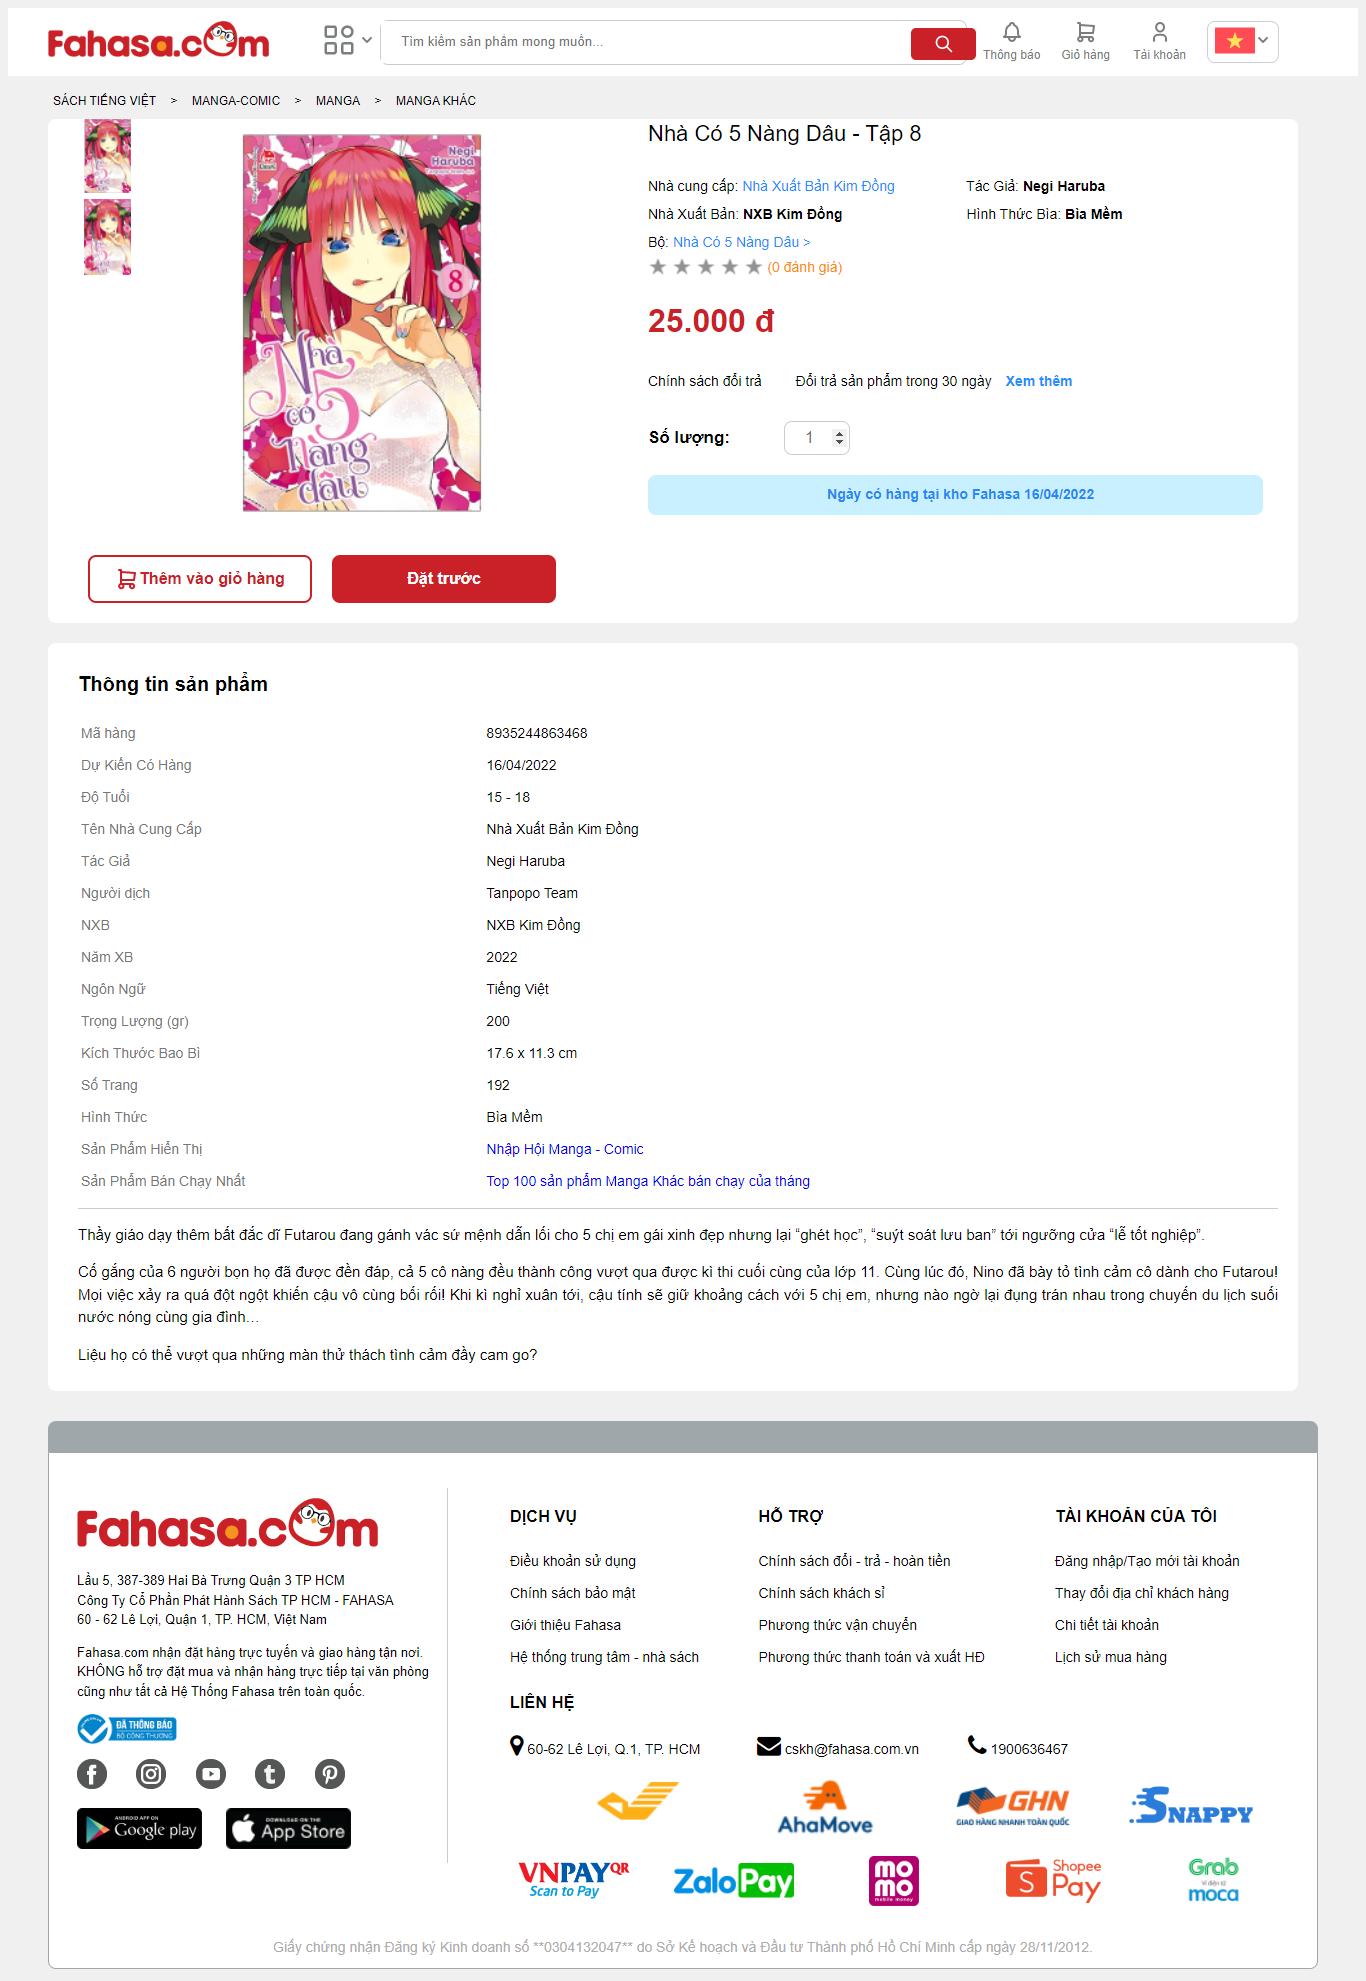 Fahasa.com
Tìm kiếm sản phẩm mong muốn...
Thông báo
Giỏ hàng
Tài khoản
SÁCH TIẾNG VIỆT > MANGA-COMIC > MANGA > MANGA KHÁC
Negi
Haruba
8
Nhà
có 5
nàng
dâu
Nhà Có 5 Nàng Dâu - Tập 8
Nhà cung cấp: Nhà Xuất Bản Kim Đồng
Tác Giả: Negi Haruba
Nhà Xuất Bản: NXB Kim Đồng
Hình Thức Bìa: Bìa Mềm
Bộ: Nhà Có 5 Nàng Dâu >
(0 đánh giá)
25.000 đ
Chính sách đổi trả
Đổi trả sản phẩm trong 30 ngày
Xem thêm
Số lượng:
1
Ngày có hàng tại kho Fahasa 16/04/2022
Thêm vào giỏ hàng
Đặt trước
Thông tin sản phẩm
Mã hàng 8935244863468
Dự Kiến Có Hàng 16/04/2022
Độ Tuổi 15 - 18
Tên Nhà Cung Cấp Nhà Xuất Bản Kim Đồng
Tác Giả Negi Haruba
Người dịch Tanpopo Team
NXB NXB Kim Đồng
Năm XB 2022
Ngôn Ngữ Tiếng Việt
Trọng Lượng (gr) 200
Kích Thước Bao Bì 17.6 x 11.3 cm
Số Trang 192
Hình Thức Bìa Mềm
Sản Phẩm Hiển Thị Nhập Hội Manga - Comic
Sản Phẩm Bán Chạy Nhất Top 100 sản phẩm Manga Khác bán chạy của tháng
Thầy giáo dạy thêm bất đắc dĩ Futarou đang gánh vác sứ mệnh dẫn lối cho 5 chị em gái xinh đẹp nhưng lại “ghét học”, “suýt soát lưu ban” tới ngưỡng cửa “lễ tốt nghiệp”.
Cố gắng của 6 người bọn họ đã được đền đáp, cả 5 cô nàng đều thành công vượt qua được kì thi cuối cùng của lớp 11. Cùng lúc đó, Nino đã bày tỏ tình cảm cô dành cho Futarou!
Mọi việc xảy ra quá đột ngột khiến cậu vô cùng bối rối! Khi kì nghỉ xuân tới, cậu tính sẽ giữ khoảng cách với 5 chị em, nhưng nào ngờ lại đụng trán nhau trong chuyến du lịch suối
nước nóng cùng gia đình…
Liệu họ có thể vượt qua những màn thử thách tình cảm đầy cam go?
Fahasa.com
Lầu 5, 387-389 Hai Bà Trưng Quận 3 TP HCM
Công Ty Cổ Phần Phát Hành Sách TP HCM - FAHASA
60 - 62 Lê Lợi, Quận 1, TP. HCM, Việt Nam
Fahasa.com nhận đặt hàng trực tuyến và giao hàng tận nơi.
KHÔNG hỗ trợ đặt mua và nhận hàng trực tiếp tại văn phòng
cũng như tất cả Hệ Thống Fahasa trên toàn quốc.
ĐÃ THÔNG BÁO
BỘ CÔNG THƯƠNG
ANDROID APP ON
Google play
DOWNLOAD ON THE
App Store
DỊCH VỤ
Điều khoản sử dụng
Chính sách bảo mật
Giới thiệu Fahasa
Hệ thống trung tâm - nhà sách
HỖ TRỢ
Chính sách đổi - trả - hoàn tiền
Chính sách khách sỉ
Phương thức vận chuyển
Phương thức thanh toán và xuất HĐ
TÀI KHOẢN CỦA TÔI
Đăng nhập/Tạo mới tài khoản
Thay đổi địa chỉ khách hàng
Chi tiết tài khoản
Lịch sử mua hàng
LIÊN HỆ
60-62 Lê Lợi, Q.1, TP. HCM
cskh@fahasa.com.vn
1900636467
AhaMove
GHN
GIAO HÀNG NHANH TOÀN QUỐC
SNAPPY
VNPAYQR
Scan to Pay
ZaloPay
mo
mo
mobile money
Shopee
Pay
Grab
Ví điện tử
moca
Giấy chứng nhận Đăng ký Kinh doanh số **0304132047** do Sở Kế hoạch và Đầu tư Thành phố Hồ Chí Minh cấp ngày 28/11/2012.